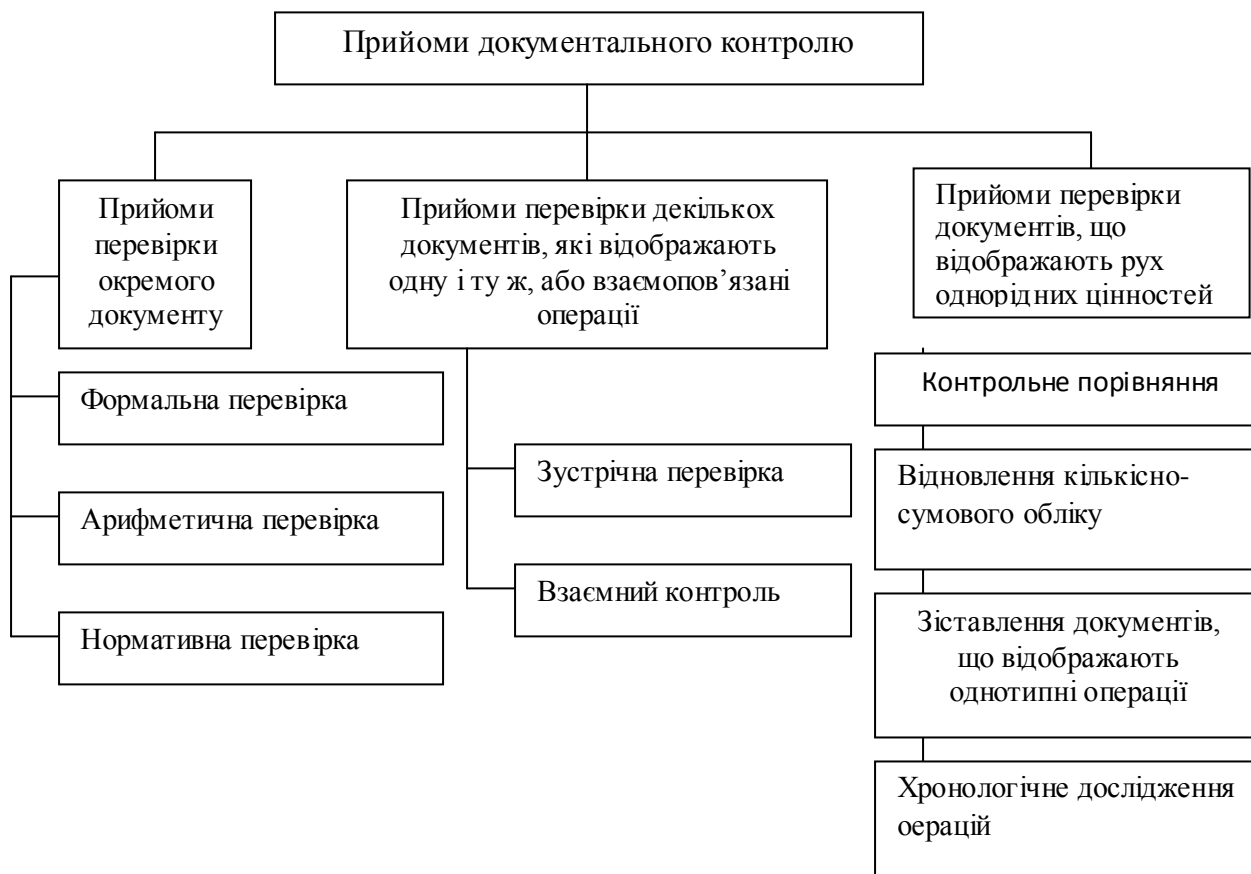 Прийоми документального контролю
Прийоми
перевірки
окремого
документу
Прийоми перевірки декількох
документів, які відображають
одну і ту ж, або взаємопов’язані
операції
Прийоми перевірки
документів, що
відображають рух
однорідних цінностей
Формальна перевірка
Арифметична перевірка
Нормативна перевірка
Зустрічна перевірка
Взаємний контроль
Контрольне порівняння
Відновлення кількісно-
сумового обліку
Зіставлення документів,
що відображають
однотипні операції
Хронологічне дослідження
оерацій